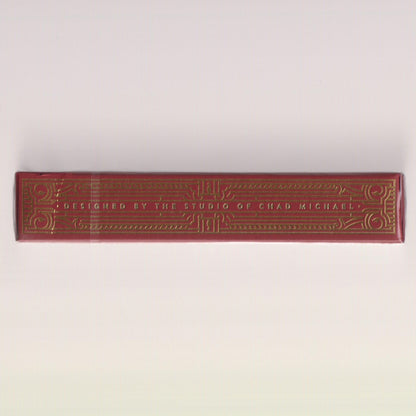 • DESIGNED BY THE STUDIO OF CHAD MICHAEL •